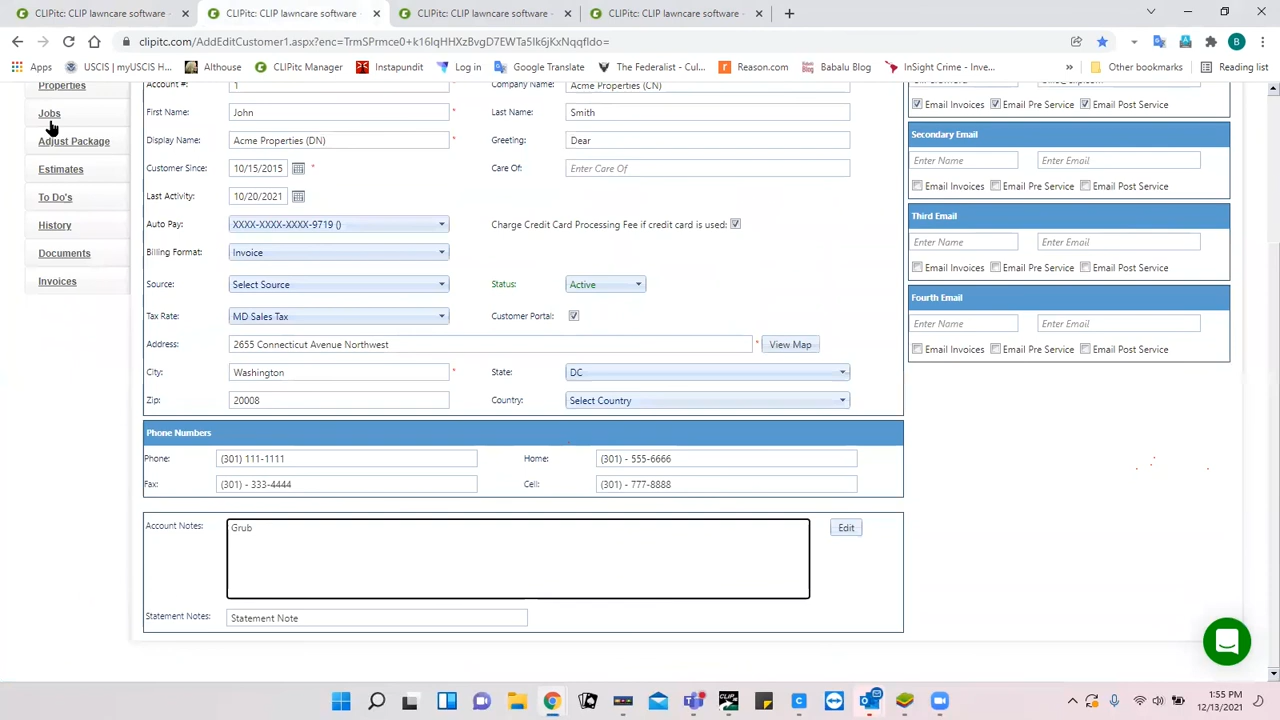 CLIPitc: CLIP lawncare software - × CLIPitc: CLIP lawncare software - × CLIPitc: CLIP lawncare software - × CLIPitc: CLIP lawncare software - × +
clipitc.com/AddEditCustomer1.aspx?enc=TrmSPrmce0+k16IqHHXzBvgD7EWTa5Ik6jKxNqqfIdo=
B
Apps USCIS | myUSCIS H... Althouse CLIPitc Manager Instapundit Log in Google Translate The Federalist - Cul... Reason.com Babalu Blog InSight Crime - Inve... » Other bookmarks Reading list
Properties
Jobs
Adjust Package
Estimates
To Do's
History
Documents
Invoices
Account #: 1 Company Name: Acme Properties (CN)
First Name: John * Last Name: Smith
Display Name: Acme Properties (DN) * Greeting: Dear
Customer Since: 10/15/2015 * Care Of: Enter Care Of
Last Activity: 10/20/2021
Auto Pay: XXXX-XXXX-XXXX-9719 () Charge Credit Card Processing Fee if credit card is used:
Billing Format: Invoice
Source: Select Source Status: Active
Tax Rate: MD Sales Tax Customer Portal:
Address: 2655 Connecticut Avenue Northwest * View Map
City: Washington * State: DC
Zip: 20008 Country: Select Country
Phone Numbers
Phone: (301) 111-1111 Home: (301) - 555-6666
Fax: (301) - 333-4444 Cell: (301) - 777-8888
Account Notes: Grub Edit
Statement Notes: Statement Note
Email Invoices Email Pre Service Email Post Service
Secondary Email
Enter Name Enter Email
Email Invoices Email Pre Service Email Post Service
Third Email
Enter Name Enter Email
Email Invoices Email Pre Service Email Post Service
Fourth Email
Enter Name Enter Email
Email Invoices Email Pre Service Email Post Service
1:55 PM
12/13/2021